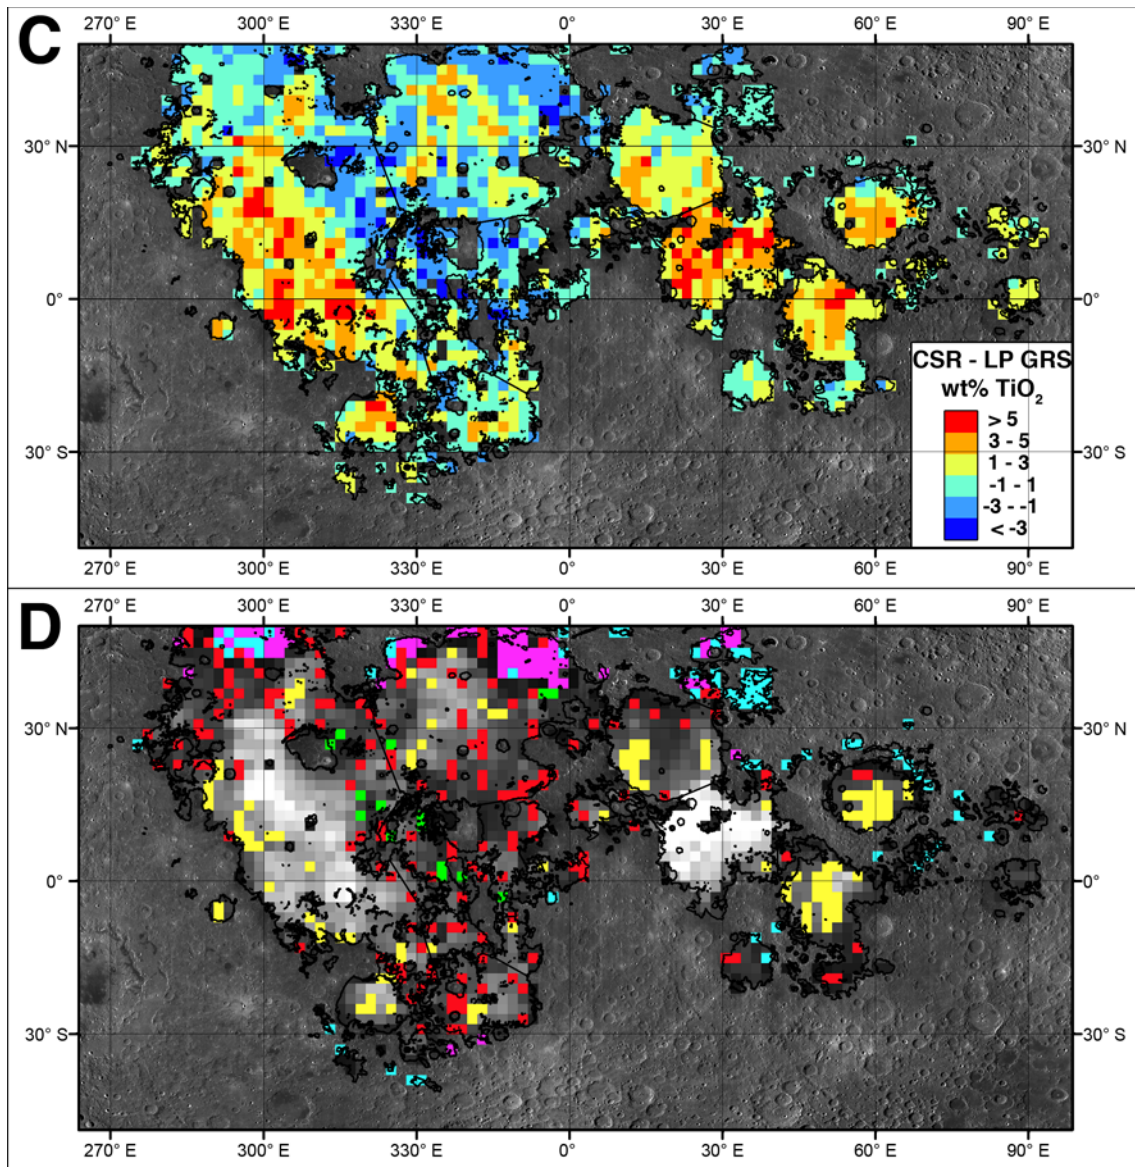 C
270° E 300° E 330° E 0° 30° E 60° E 90° E
30° N 30° N
0° 0°
30° S 30° S
CSR - LP GRS
wt% TiO₂
> 5
3 - 5
1 - 3
-1 - 1
-3 - -1
< -3
270° E 300° E 330° E 0° 30° E 60° E 90° E
D
270° E 300° E 330° E 0° 30° E 60° E 90° E
30° N 30° N
0° 0°
30° S 30° S
270° E 300° E 330° E 0° 30° E 60° E 90° E